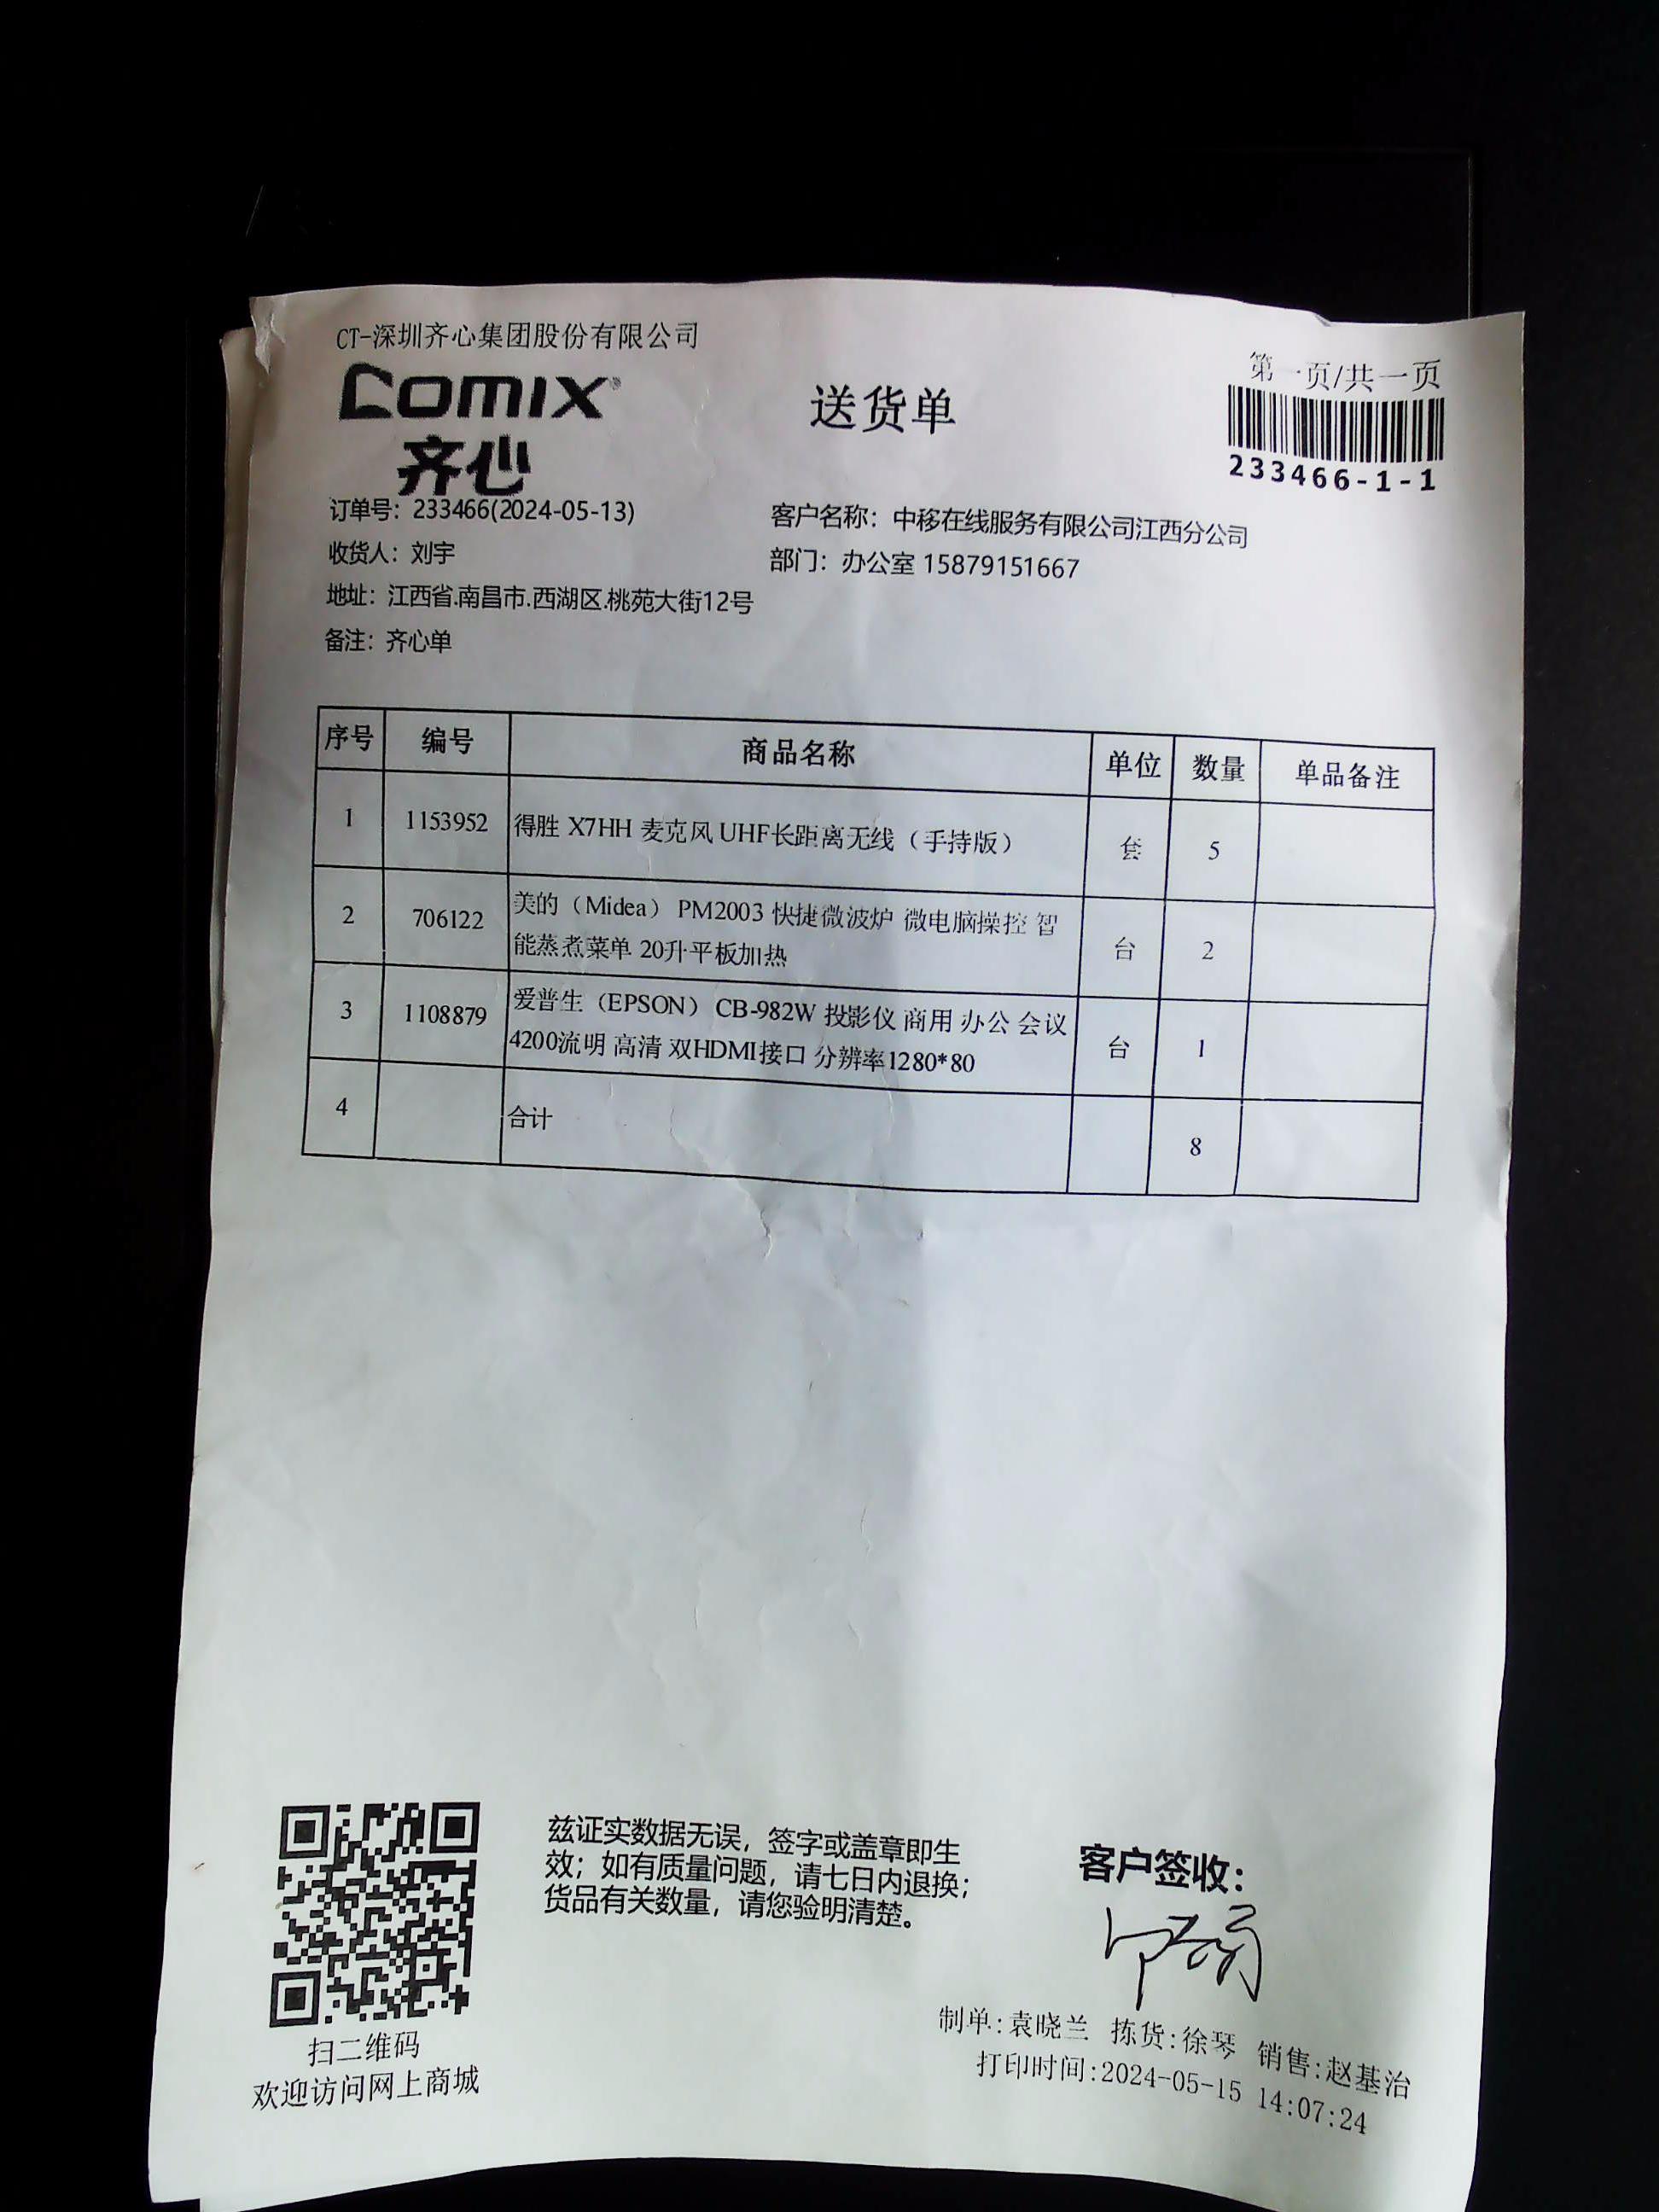 CT-深圳齐心集团股份有限公司
第一页/共一页
COMIX®
齐心
送货单
233466-1-1
订单号：233466(2024-05-13)
客户名称：中移在线服务有限公司江西分公司
收货人：刘宇
部门：办公室 15879151667
地址：江西省.南昌市.西湖区.桃苑大街12号
备注：齐心单
序号 编号 商品名称 单位 数量 单品备注
1 1153952 得胜 X7HH 麦克风 UHF长距离无线（手持版） 套 5
2 706122 美的（Midea） PM2003 快捷微波炉 微电脑操控 智
能蒸煮菜单 20升平板加热 台 2
3 1108879 爱普生（EPSON） CB-982W 投影仪 商用 办公 会议
4200流明 高清 双HDMI接口 分辨率1280*80 台 1
4 合计 8
兹证实数据无误，签字或盖章即生
效；如有质量问题，请七日内退换；
货品有关数量，请您验明清楚。
客户签收：
制单:袁晓兰 拣货:徐琴 销售:赵基治
打印时间:2024-05-15 14:07:24
扫二维码
欢迎访问网上商城